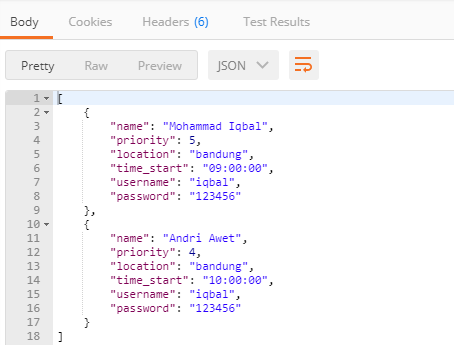 Body Cookies Headers (6) Test Results
Pretty Raw Preview JSON
1 [
2 {
3 "name": "Mohammad Iqbal",
4 "priority": 5,
5 "location": "bandung",
6 "time_start": "09:00:00",
7 "username": "iqbal",
8 "password": "123456"
9 },
10 {
11 "name": "Andri Awet",
12 "priority": 4,
13 "location": "bandung",
14 "time_start": "10:00:00",
15 "username": "iqbal",
16 "password": "123456"
17 }
18 ]